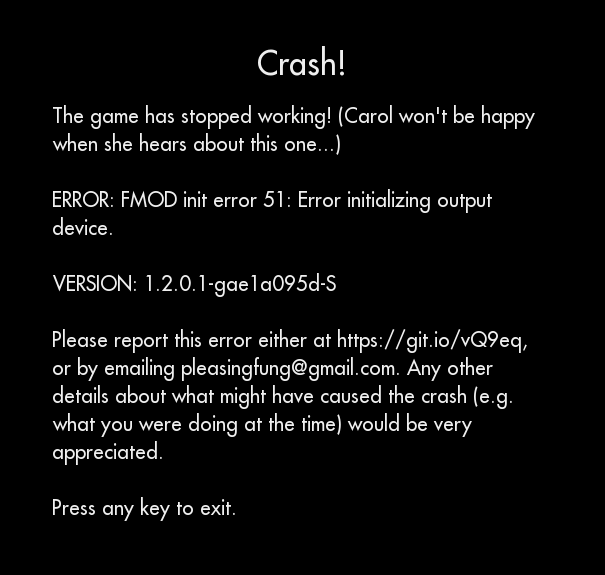 Crash!
The game has stopped working! (Carol won't be happy
when she hears about this one...)
ERROR: FMOD init error 51: Error initializing output
device.
VERSION: 1.2.0.1-gae1a095d-S
Please report this error either at https://git.io/vQ9eq,
or by emailing pleasingfung@gmail.com. Any other
details about what might have caused the crash (e.g.
what you were doing at the time) would be very
appreciated.
Press any key to exit.